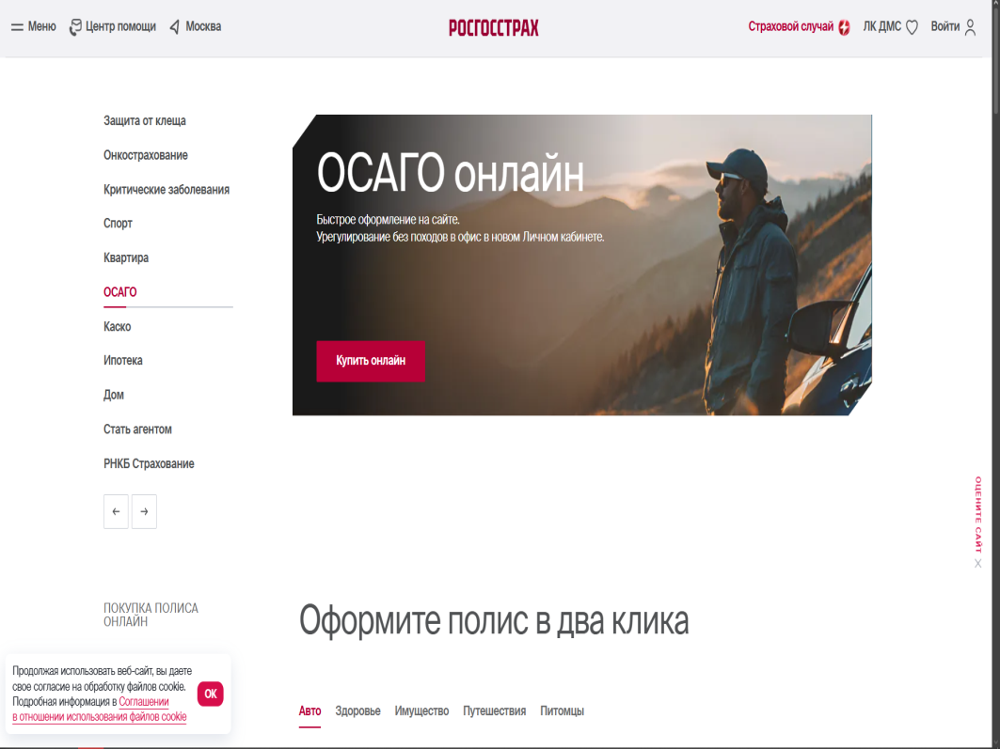 Меню
Центр помощи
Москва
РОСГОССТРАХ
Страховой случай
ЛК ДМС
Войти
Защита от клеща
Онкострахование
Критические заболевания
Спорт
Квартира
ОСАГО
Каско
Ипотека
Дом
Стать агентом
РНКБ Страхование
ОСАГО онлайн
Быстрое оформление на сайте.
Урегулирование без походов в офис в новом Личном кабинете.
Купить онлайн
ОЦЕНИТЕ САЙТ
X
ПОКУПКА ПОЛИСА
ОНЛАЙН
Оформите полис в два клика
Авто
Здоровье
Имущество
Путешествия
Питомцы
Продолжая использовать веб-сайт, вы даете
свое согласие на обработку файлов cookie.
Подробная информация в Соглашении
в отношении использования файлов cookie
ОК